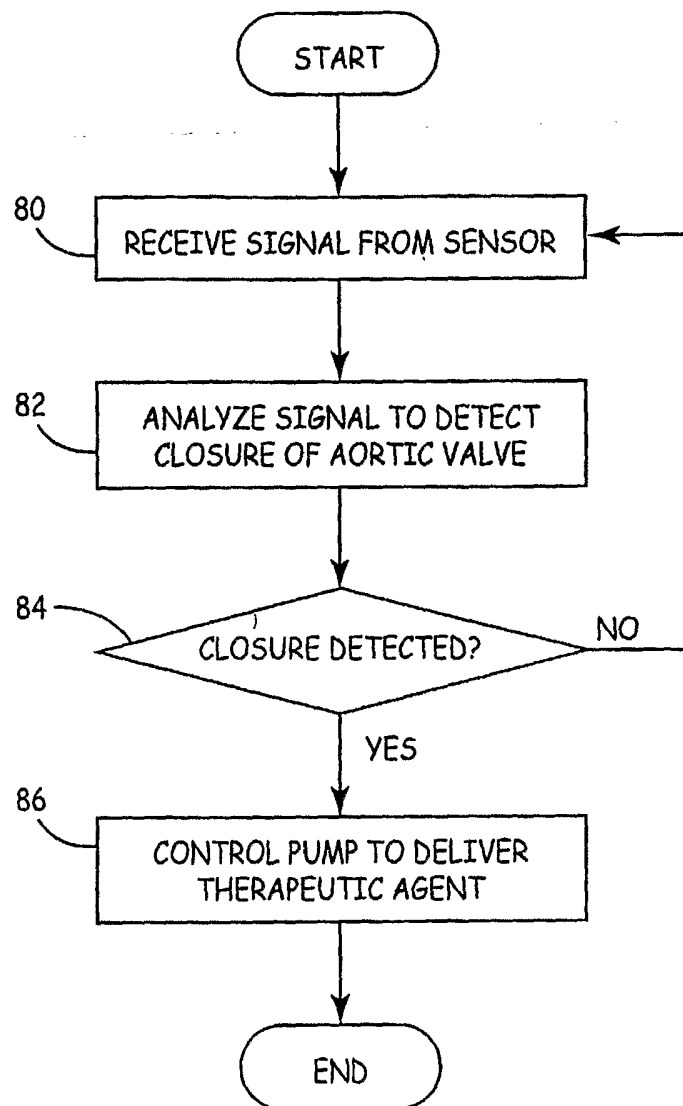 START
80
RECEIVE SIGNAL FROM SENSOR
82
ANALYZE SIGNAL TO DETECT
CLOSURE OF AORTIC VALVE
84
CLOSURE DETECTED?
NO
YES
86
CONTROL PUMP TO DELIVER
THERAPEUTIC AGENT
END